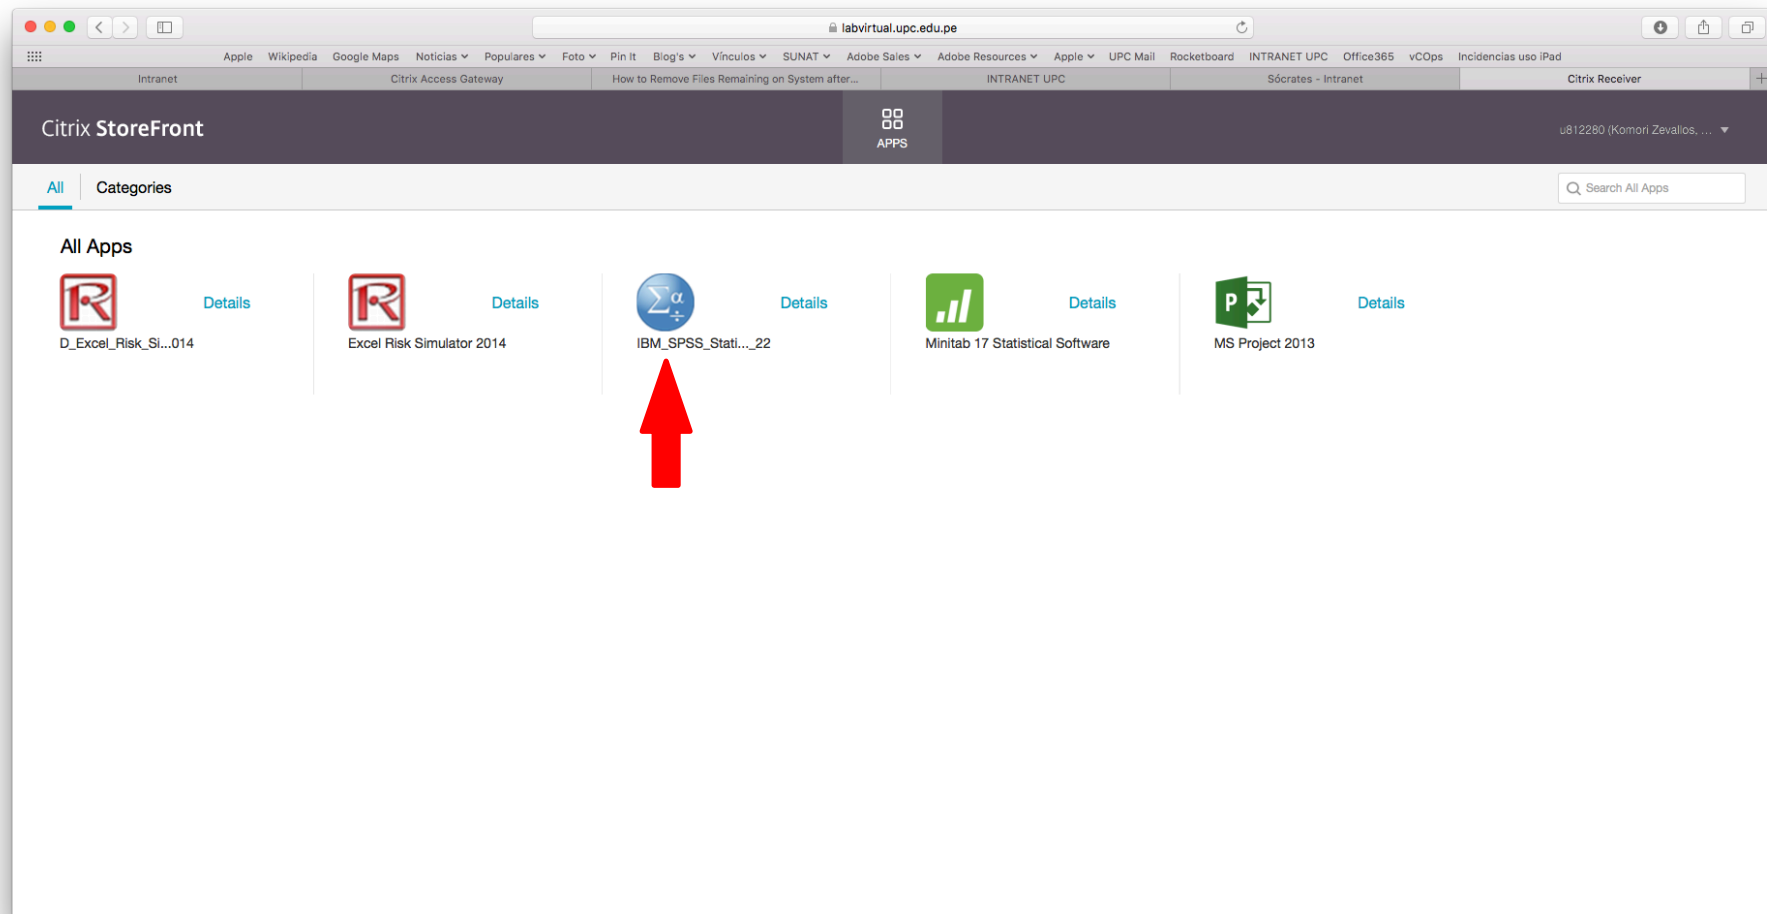 labvirtual.upc.edu.pe
Apple Wikipedia Google Maps Noticias Populares Foto Pin It Blog's Vínculos SUNAT Adobe Sales Adobe Resources Apple UPC Mail Rocketboard INTRANET UPC Office365 vCOps Incidencias uso iPad
Intranet Citrix Access Gateway How to Remove Files Remaining on System after... INTRANET UPC Sócrates - Intranet Citrix Receiver
Citrix StoreFront
APPS
u812280 (Komori Zevallos, ...
All Categories
Search All Apps
All Apps
R Details R Details Σα÷ Details Details P Details
D_Excel_Risk_Si...014 Excel Risk Simulator 2014 IBM_SPSS_Stati..._22 Minitab 17 Statistical Software MS Project 2013